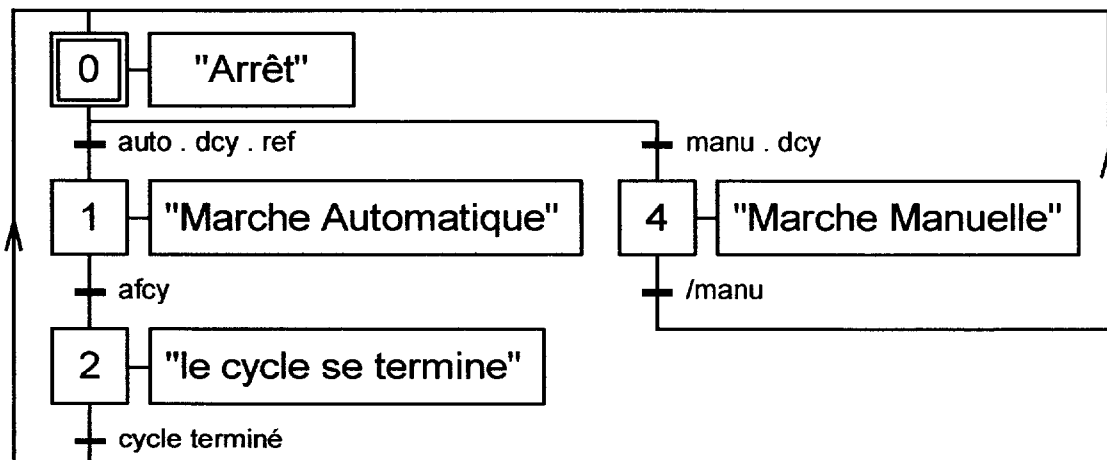 0 "Arrêt"
auto . dcy . ref manu . dcy
1 "Marche Automatique" 4 "Marche Manuelle"
afcy /manu
2 "le cycle se termine"
cycle terminé